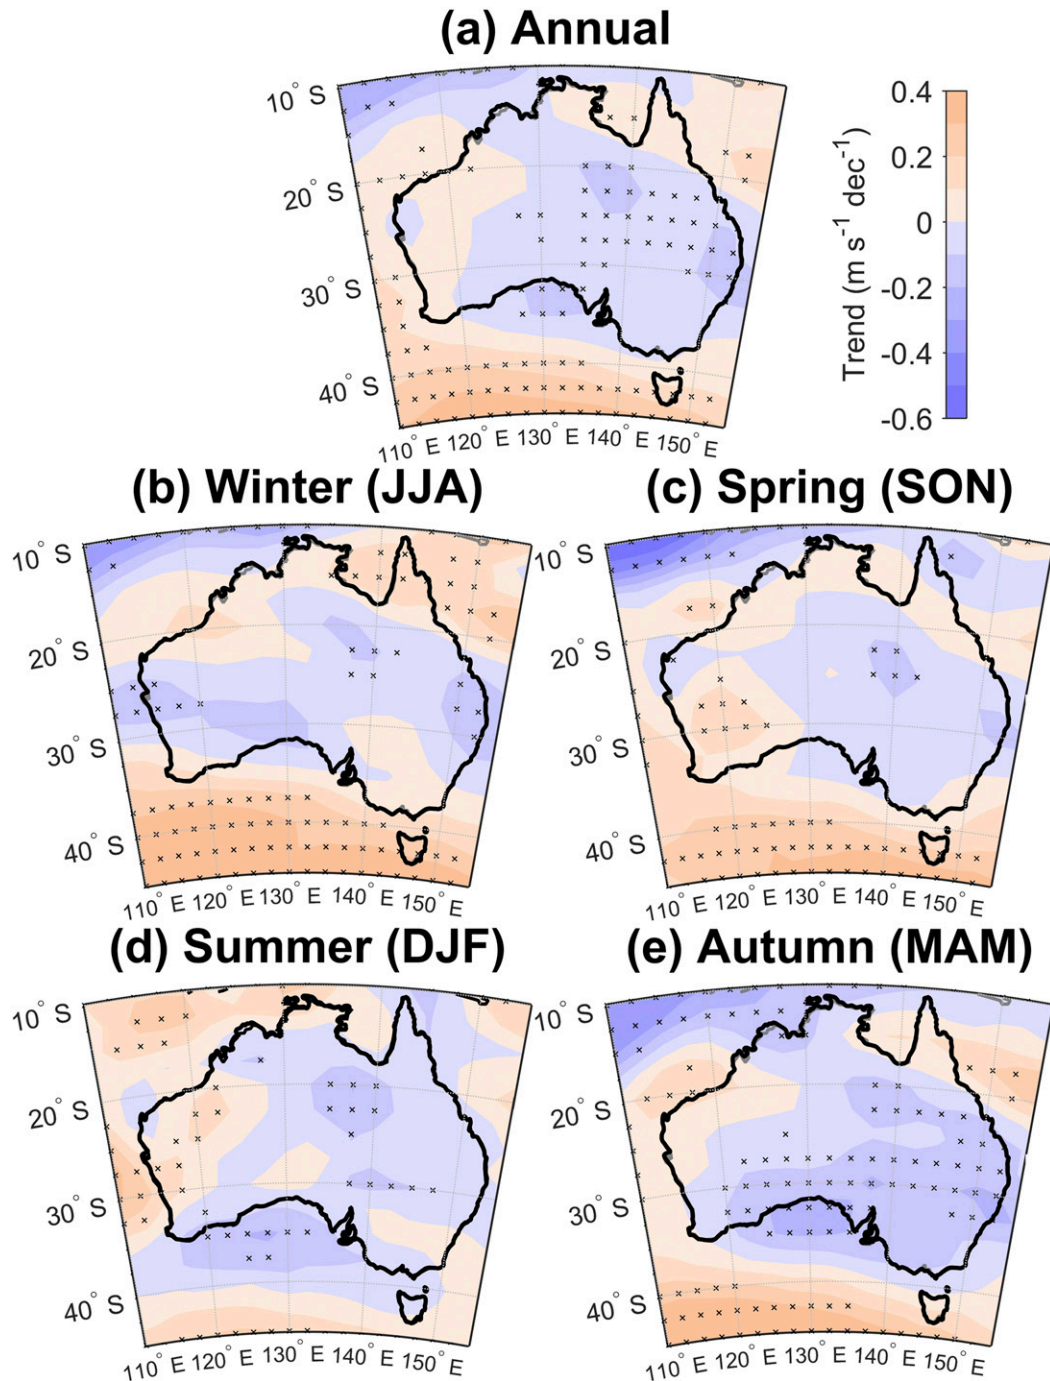 (a) Annual
10° S
20° S
30° S
40° S
110° E 120° E 130° E 140° E 150° E
0.4
0.2
0
-0.2
-0.4
-0.6
Trend (m s⁻¹ dec⁻¹)
(b) Winter (JJA)
10° S
20° S
30° S
40° S
110° E 120° E 130° E 140° E 150° E
(c) Spring (SON)
10° S
20° S
30° S
40° S
110° E 120° E 130° E 140° E 150° E
(d) Summer (DJF)
10° S
20° S
30° S
40° S
110° E 120° E 130° E 140° E 150° E
(e) Autumn (MAM)
10° S
20° S
30° S
40° S
110° E 120° E 130° E 140° E 150° E